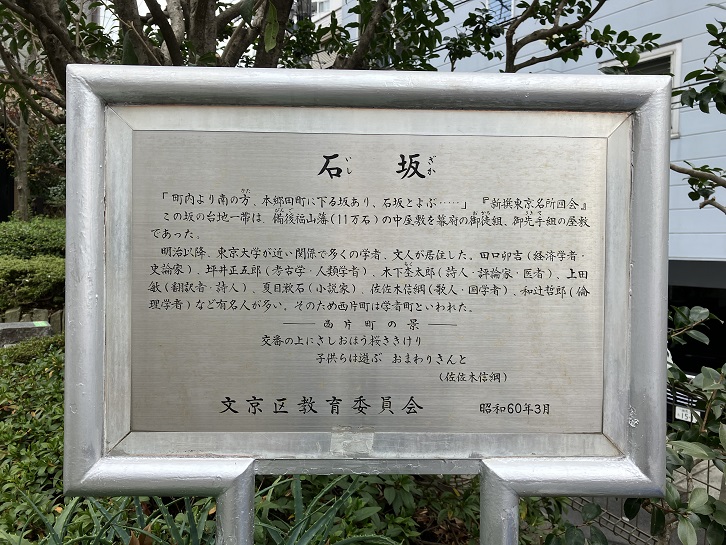 石坂
いし ざか
「町内より南の方、本郷田町に下る坂あり、石坂とよぶ……」『新撰東京名所図会』
この坂の台地一帯は、備後福山藩(11万石)の中屋敷を幕府の御徒組、御先手組の屋敷
であった。
明治以降、東京大学が近い関係で多くの学者、文人が居住した。田口卯吉(経済学者・
史論家)、坪井正五郎(考古学・人類学者)、木下杢太郎(詩人・評論家・医者)、上田
敏(翻訳者・詩人)、夏目漱石(小説家)、佐佐木信綱(歌人・国学者)、和辻哲郎(倫
理学者)など有名人が多い。そのため西片町は学者町といわれた。
西片町の景
交番の上にさしおほう桜さきけり
子供らは遊ぶ おまわりさんと
(佐佐木信綱)
文京区教育委員会 昭和60年3月